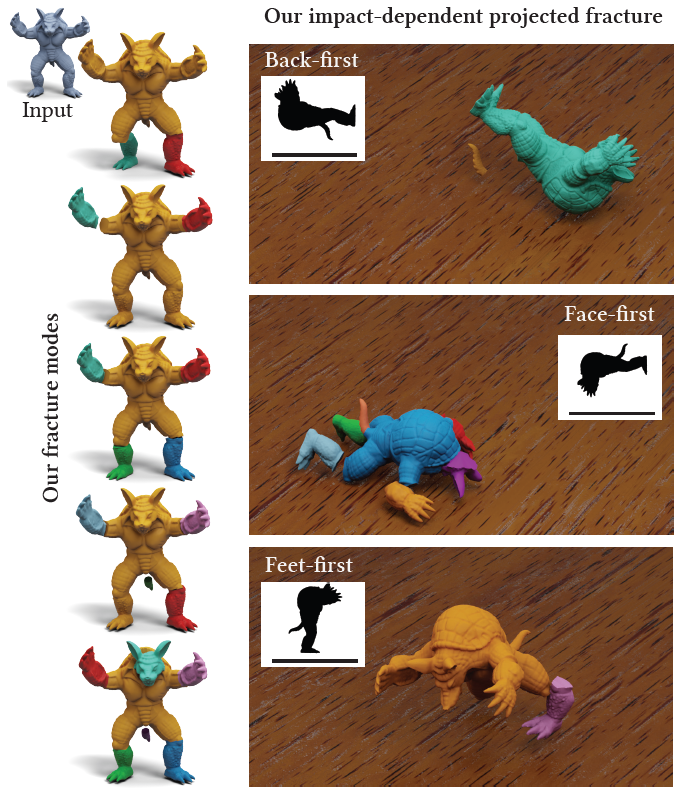 Our impact-dependent projected fracture
Input
Back-first
Our fracture modes
Face-first
Feet-first